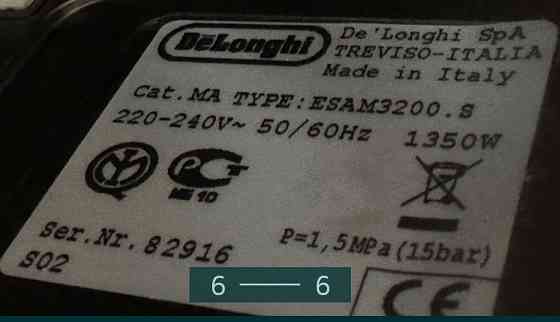 DeLonghi
De'Longhi SpA
TREVISO-ITALIA
Made in Italy
Cat.MA TYPE:ESAM3200.S
220-240V~ 50/60Hz 1350W
ME 10
Ser.Nr. 82916
P=1,5MPa(15bar)
S02
CE
6 — 6